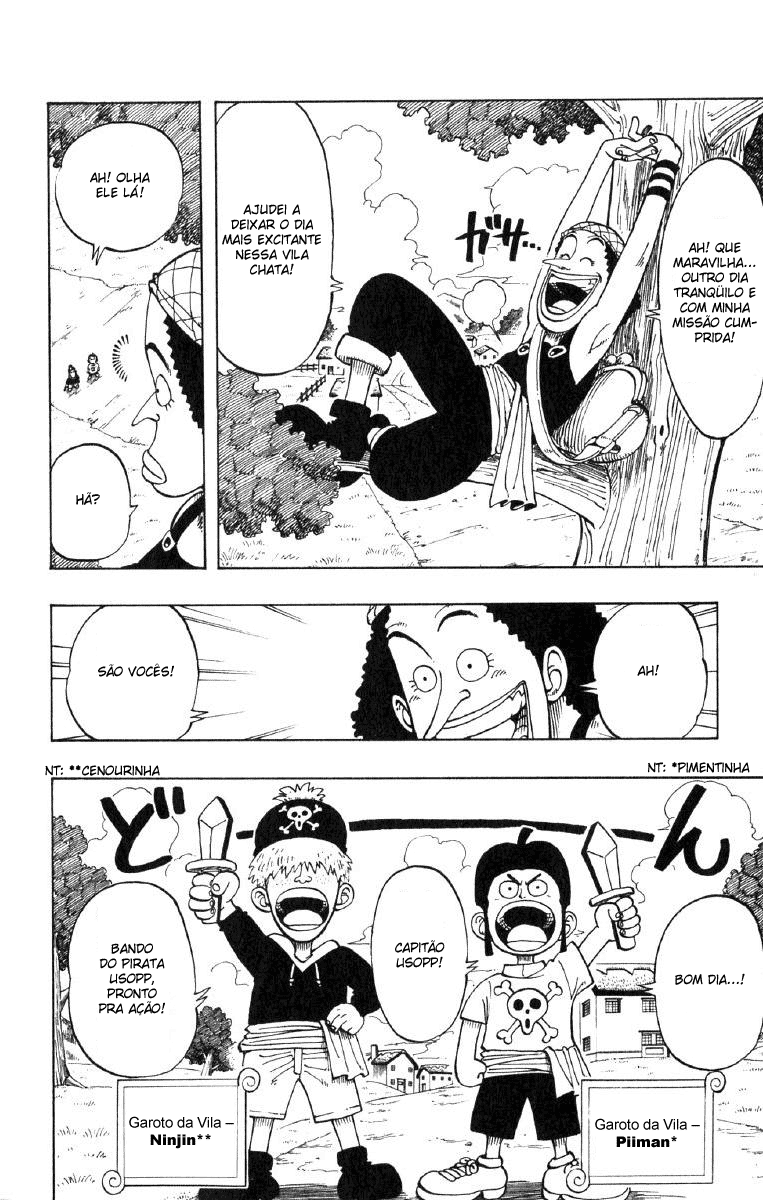 AH! QUE
MARAVILHA...
OUTRO DIA
TRANQÜILO E
COM MINHA
MISSÃO CUM-
PRIDA!
ガサ...
AJUDEI A
DEIXAR O DIA
MAIS EXCITANTE
NESSA VILA
CHATA!
AH! OLHA
ELE LÁ!
HÃ?
AH!
SÃO VOCÊS!
NT: *PIMENTINHA
NT: **CENOURINHA
どーん
BOM DIA...!
CAPITÃO
USOPP!
BANDO
DO PIRATA
USOPP,
PRONTO
PRA AÇÃO!
Garoto da Vila –
Piiman*
Garoto da Vila –
Ninjin**